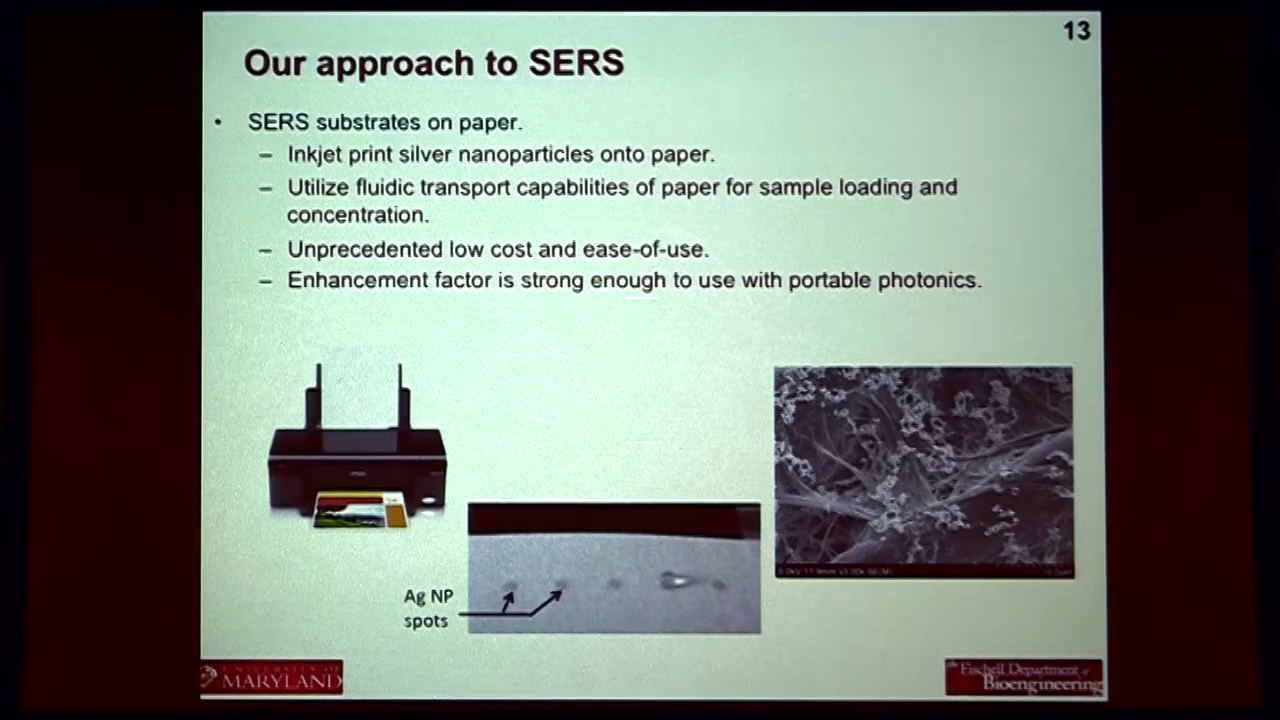 13
Our approach to SERS
• SERS substrates on paper.
– Inkjet print silver nanoparticles onto paper.
– Utilize fluidic transport capabilities of paper for sample loading and
concentration.
– Unprecedented low cost and ease-of-use.
– Enhancement factor is strong enough to use with portable photonics.
Ag NP
spots
UNIVERSITY OF
MARYLAND
the Fischell Department of
Bioengineering